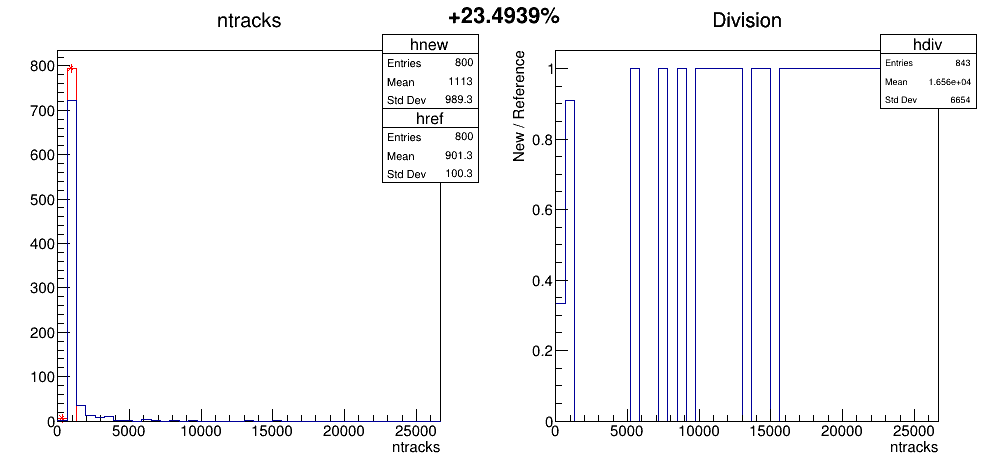 +23.4939%
ntracks
hnew
Entries 800
Mean 1113
Std Dev 989.3
href
Entries 800
Mean 901.3
Std Dev 100.3
800
700
600
500
400
300
200
100
0
0 5000 10000 15000 20000 25000
ntracks
Division
hdiv
Entries 843
Mean 1.656e+04
Std Dev 6654
New / Reference
1
0.8
0.6
0.4
0.2
0
0 5000 10000 15000 20000 25000
ntracks